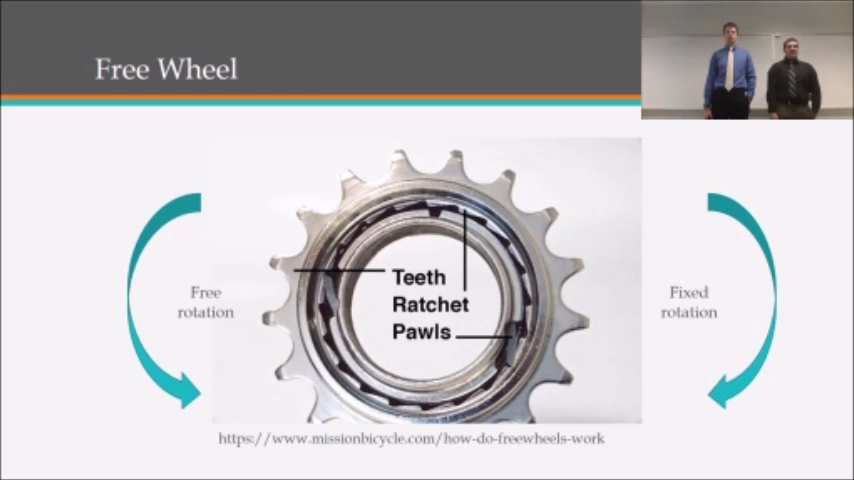 Free Wheel
Teeth
Ratchet
Pawls
Free
rotation
Fixed
rotation
https://www.missionbicycle.com/how-do-freewheels-work